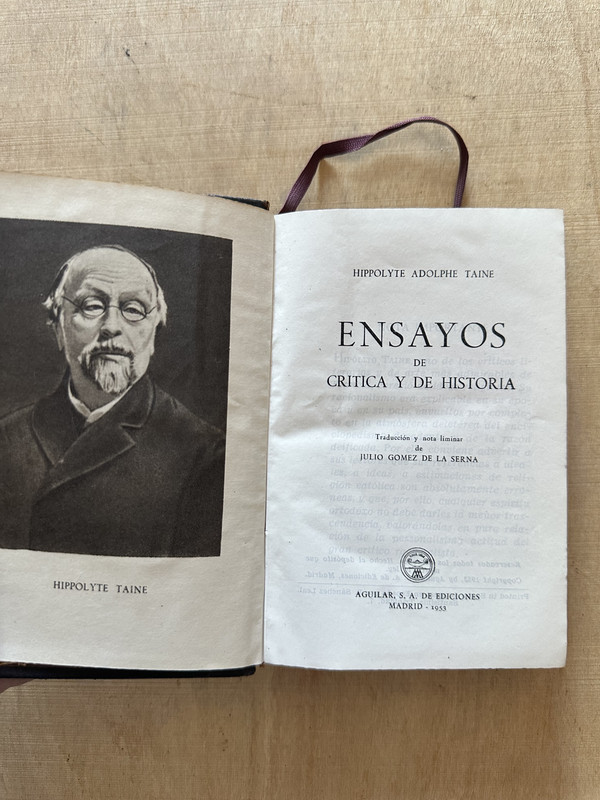 HIPPOLYTE TAINE
HIPPOLYTE ADOLPHE TAINE
ENSAYOS
DE
CRITICA Y DE HISTORIA
Traducción y nota liminar
de
JULIO GOMEZ DE LA SERNA
AGUILAR, S. A. DE EDICIONES
MADRID - 1953